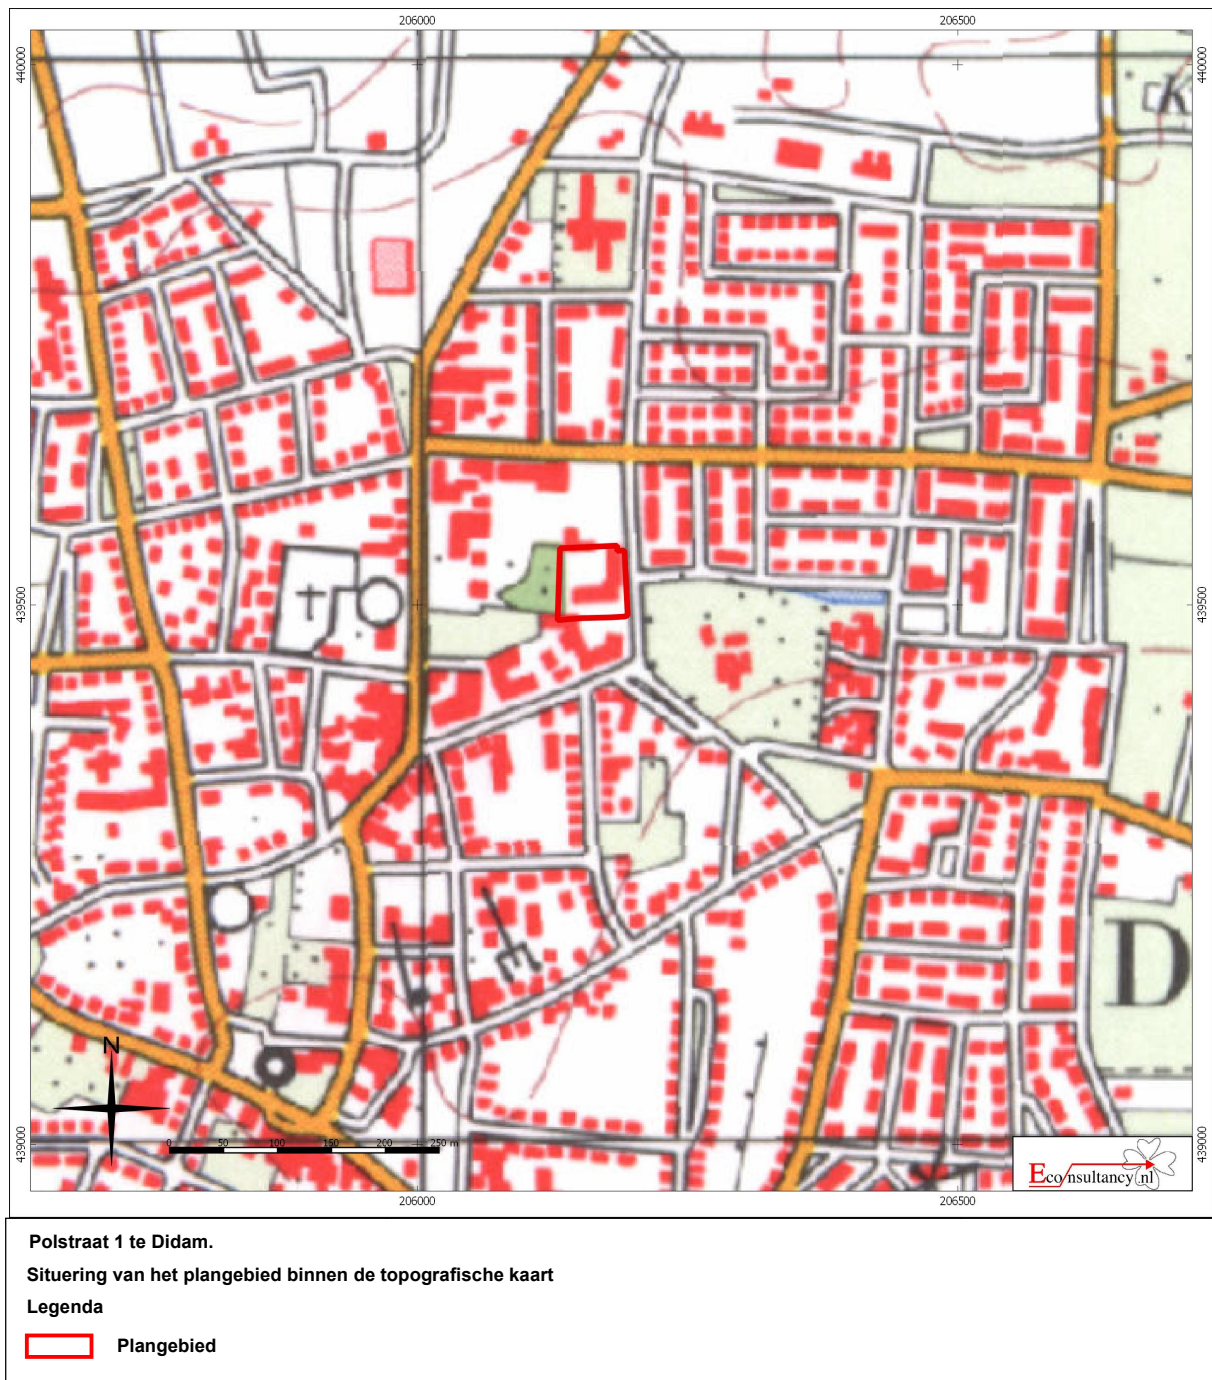 206000 206500
440000 440000
K
439500 439500
D
N
0 50 100 150 200 250 m
439000 439000
Econsultancy.nl
206000 206500
Polstraat 1 te Didam.
Situering van het plangebied binnen de topografische kaart
Legenda
Plangebied